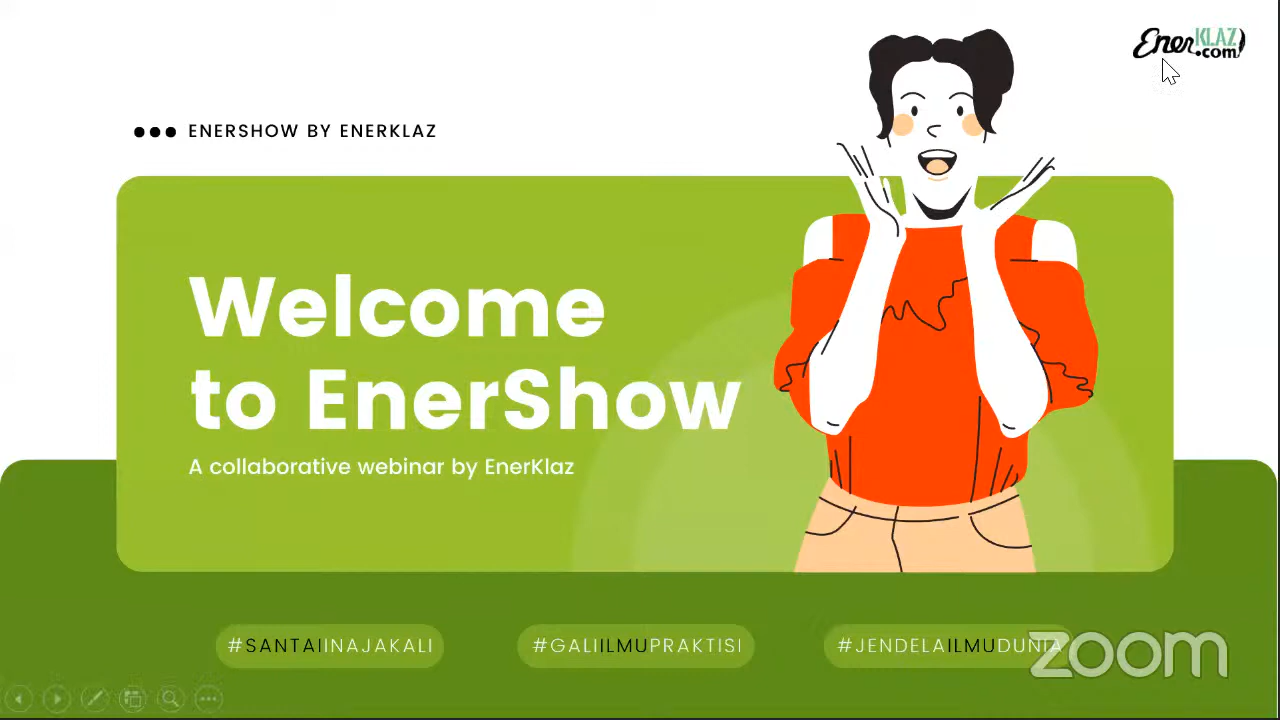 EnerKLAZ
.com
ENERSHOW BY ENERKLAZ
Welcome
to EnerShow
A collaborative webinar by EnerKlaz
#SANTAIINAJAKALI
#GALIILMUPRAKTISI
#JENDELAILMUDUNIA
zoom